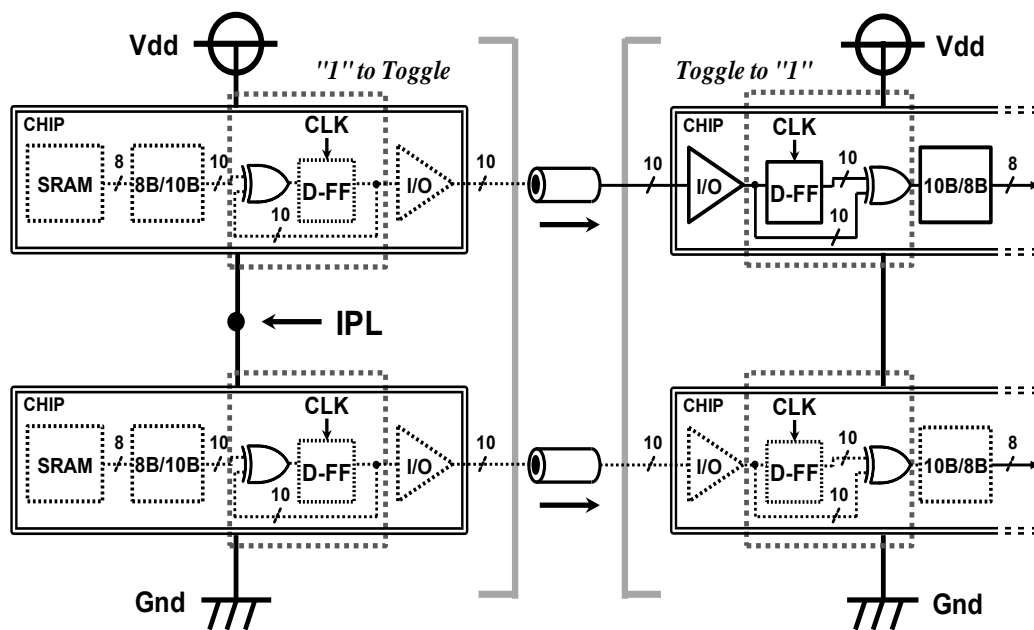 Vdd
Vdd
"1" to Toggle
Toggle to "1"
CHIP
CLK
SRAM
8
8B/10B
10
D-FF
10
I/O
10
10
CHIP
I/O
CLK
D-FF
10
10
10B/8B
8
IPL
CHIP
CLK
SRAM
8
8B/10B
10
D-FF
10
I/O
10
10
CHIP
I/O
CLK
D-FF
10
10
10B/8B
8
Gnd
Gnd